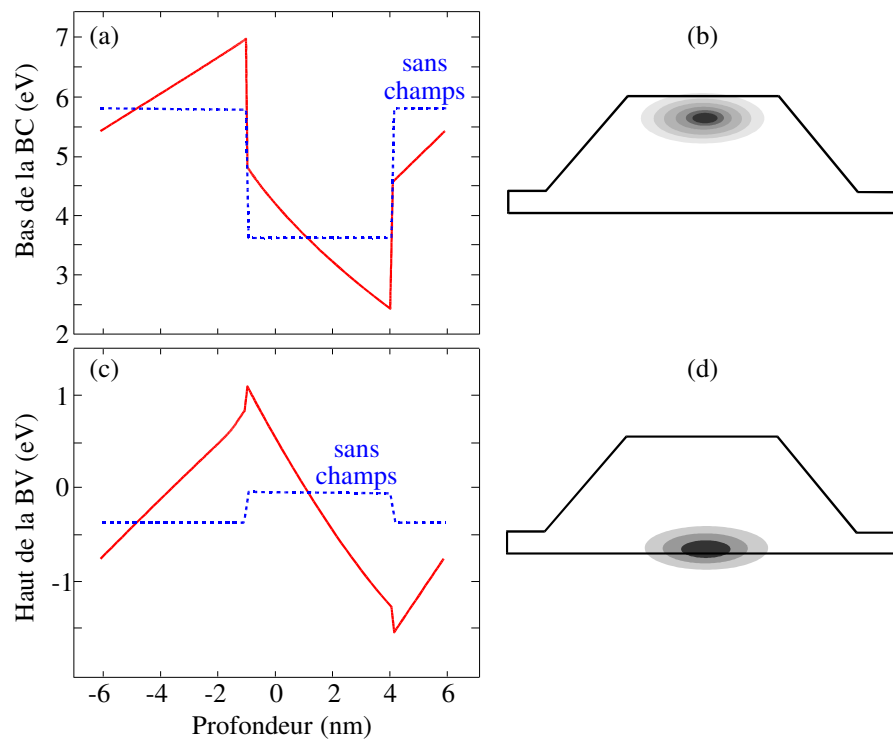 (a)
(b)
Bas de la BC (eV)
7
6
5
4
3
2
sans
champs
(c)
(d)
Haut de la BV (eV)
1
0
-1
sans
champs
-6
-4
-2
0
2
4
6
Profondeur (nm)